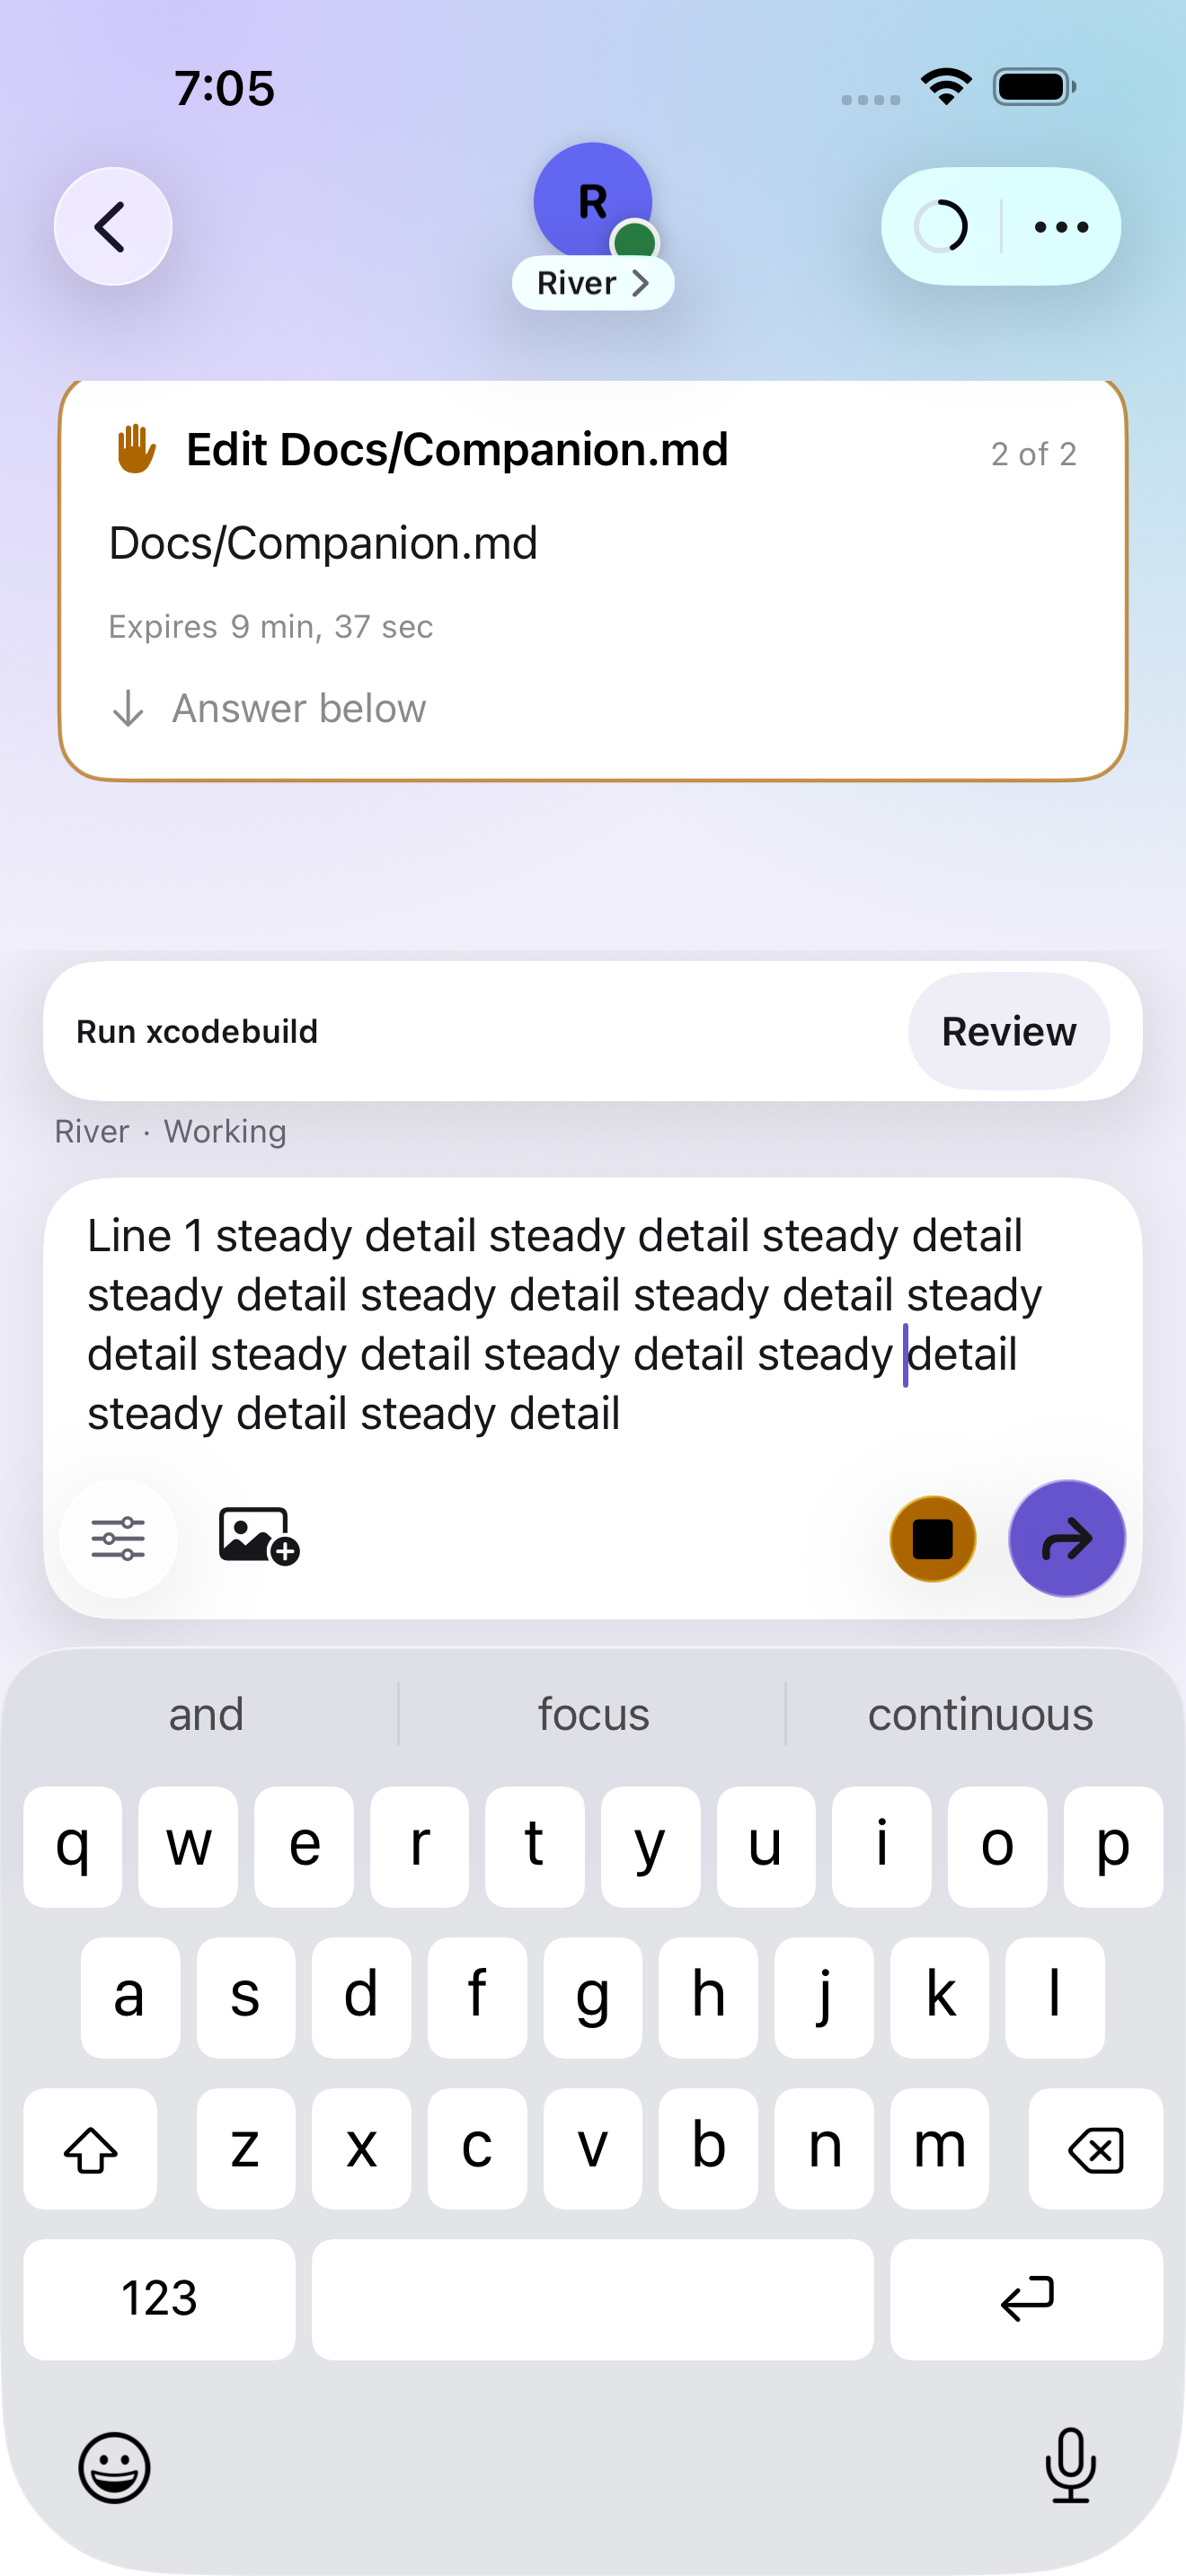 7:05
R
River
Edit Docs/Companion.md
2 of 2
Docs/Companion.md
Expires 9 min, 37 sec
Answer below
Run xcodebuild
Review
River · Working
Line 1 steady detail steady detail steady detail
steady detail steady detail steady detail steady
detail steady detail steady detail steady detail
steady detail steady detail
and focus continuous
q w e r t y u i o p
a s d f g h j k l
z x c v b n m
123